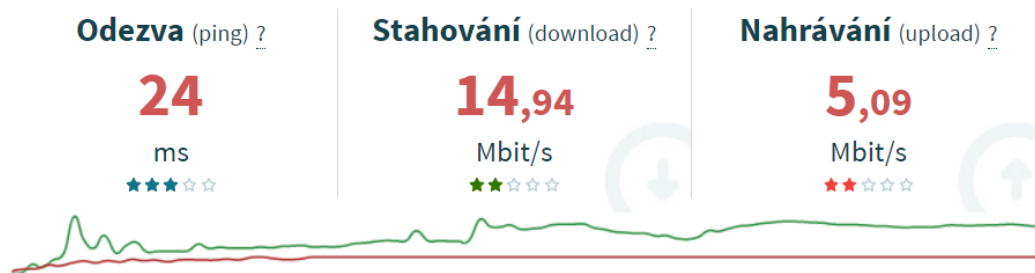 Odezva (ping) ?
24
ms
Stahování (download) ?
14,94
Mbit/s
Nahrávání (upload) ?
5,09
Mbit/s